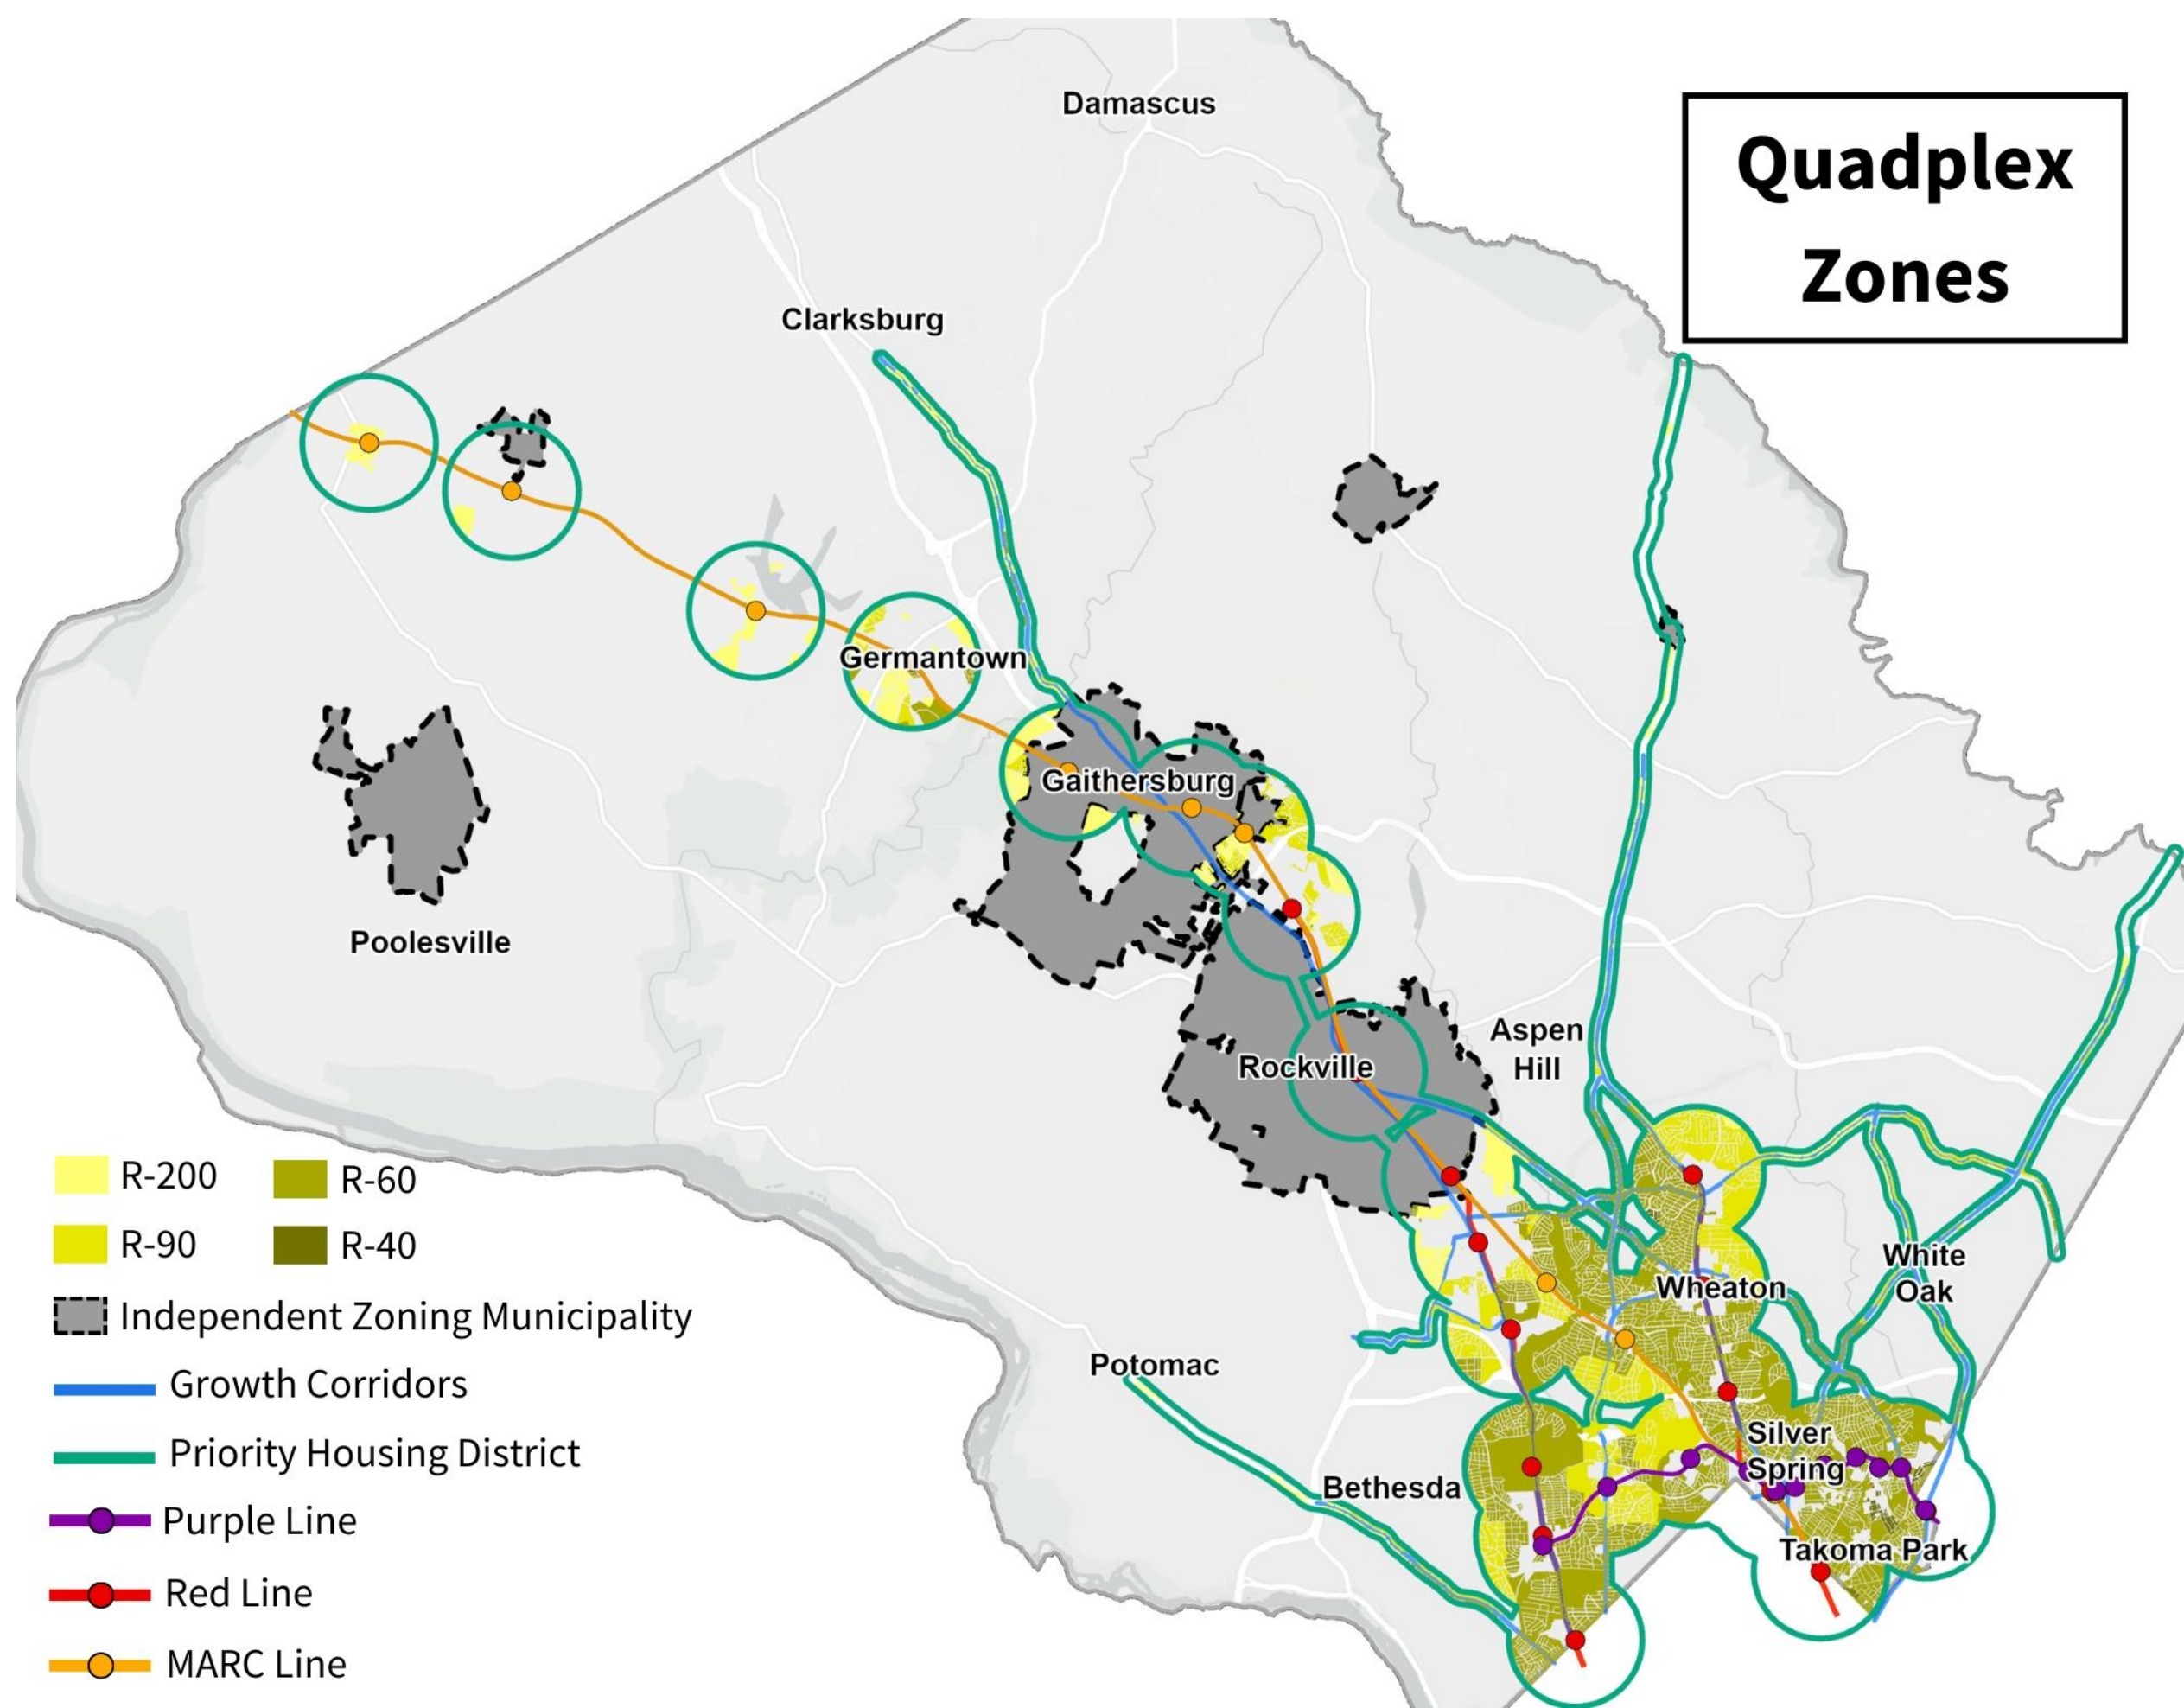 Quadplex
Zones
Damascus
Clarksburg
Germantown
Gaithersburg
Poolesville
Rockville
Aspen
Hill
Wheaton
White
Oak
Potomac
Silver
Spring
Bethesda
Takoma Park
R-200
R-60
R-90
R-40
Independent Zoning Municipality
Growth Corridors
Priority Housing District
Purple Line
Red Line
MARC Line